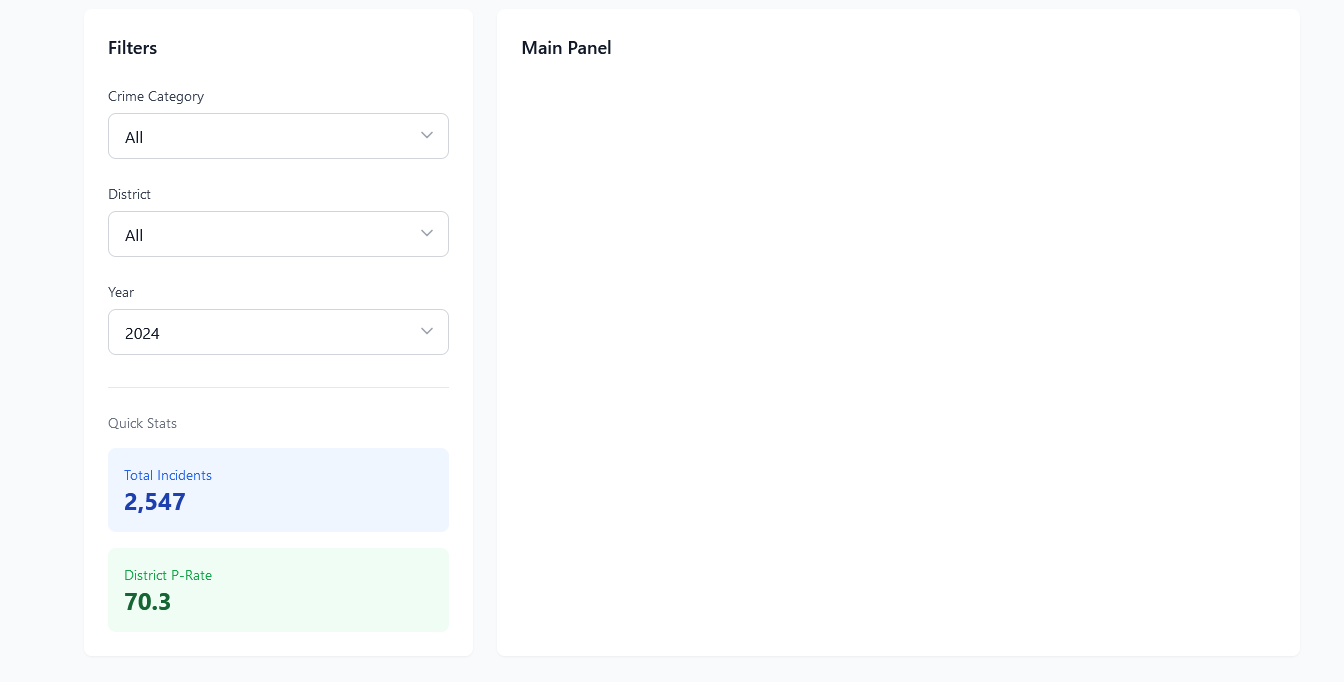 Filters
Crime Category
All
District
All
Year
2024
Quick Stats
Total Incidents
2,547
District P-Rate
70.3
Main Panel